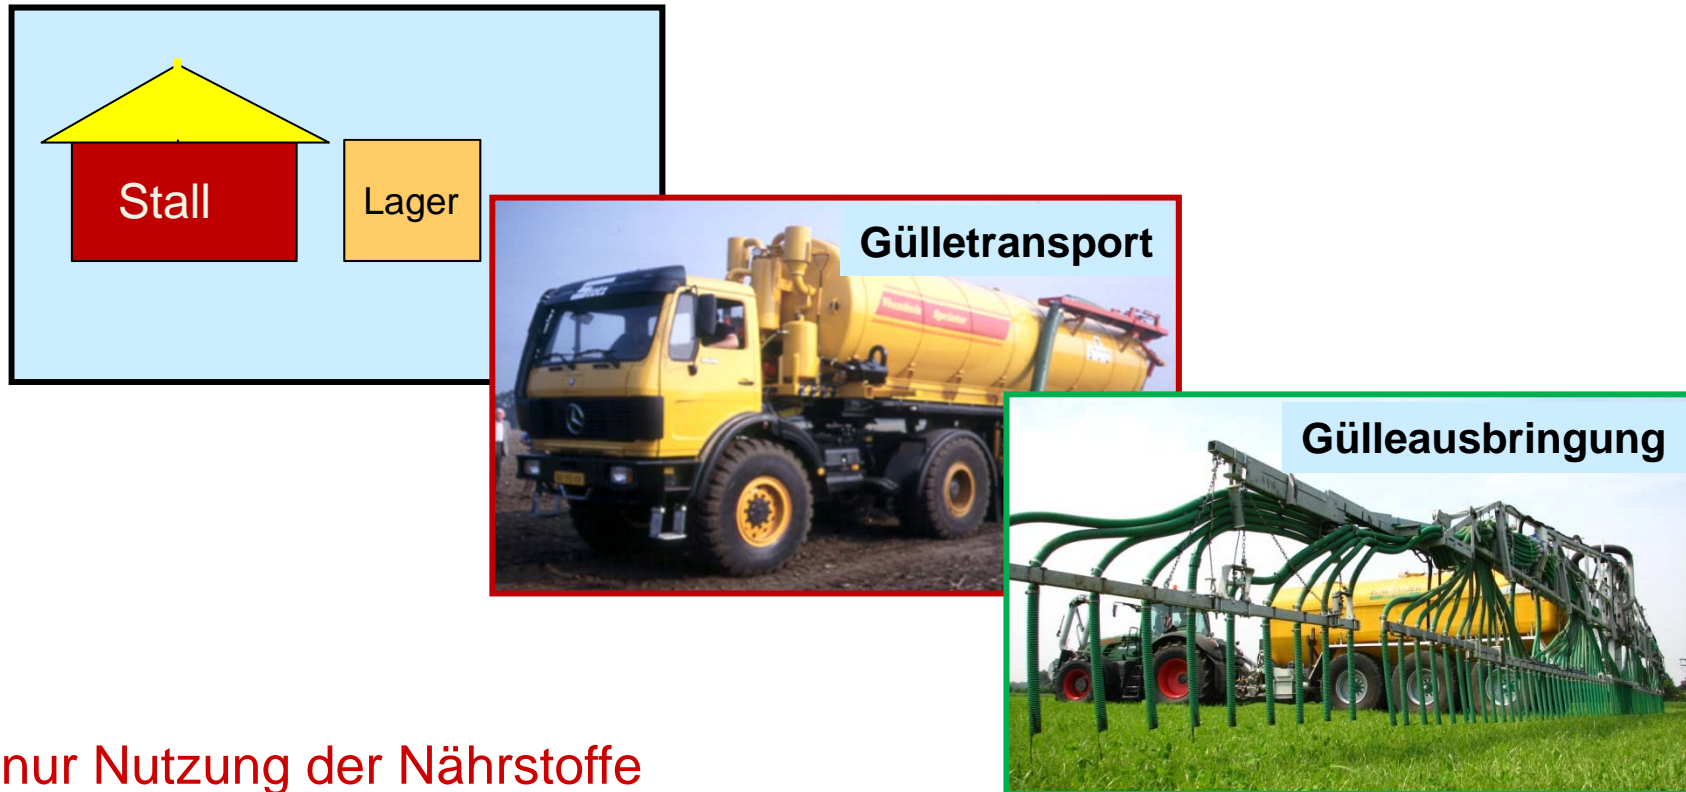 Stall
Lager
Gülletransport
Gülleausbringung
nur Nutzung der Nährstoffe